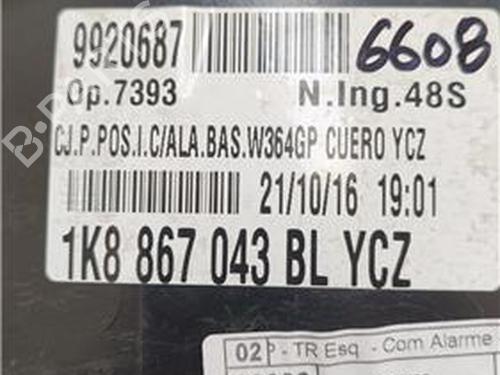 9920687 6608
Op.7393 N.Ing.48S
CJ.P.POS.I.C/ALA.BAS.W364GP CUERO YCZ
21/10/16 19:01
1K8 867 043 BL YCZ
02P - TR Esq - Com Alarme